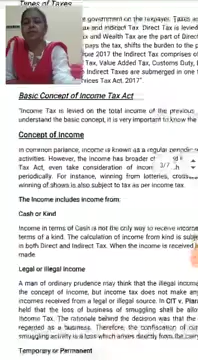 Types of Taxes
e government on the taxpayer. Taxes as
ax and Indirect Tax. Direct Tax is levied
x and Wealth Tax are the part of Direct
pays the tax, shifts the burden to the p
re 2017 the Indirect Tax comprises of
Tax, Value Added Tax, Customs Duty,
Indirect Taxes are submerged in one t
vices Tax Act. 2017".
Basic Concept of Income Tax Act
Income Tax is levied on the total income of the previous
understand the basic concept, it is very important to know the
Concept of Income
In common parlance, income is known as a regular periodic
activities. However, the Income has broader
Tax Act, even take consideration of income
periodically. For instance, winning from lotteries, cross
winning of shows is also subject to tax as per income tax.
The Income includes income from:
Cash or Kind
Income in terms of Cash is not the only way to receive income
terms of a kind. The calculation of income from kind is subje
in both Direct and Indirect Tax. When the income is received
made
Legal or Illegal Income
A man of ordinary prudence may think that the illegal income
the concept of income, but Income tax does not make any
incomes received from a legal or illegal source. In CIT v. Piar
held that the loss of business of smuggling shall be allow
Income Tax. The rationale behind the decision was that the
regarded as a business. Therefore, the confiscation of cur
smuggling activity is a loss which arises directly from the carry
Temporary or Permanent
3/7